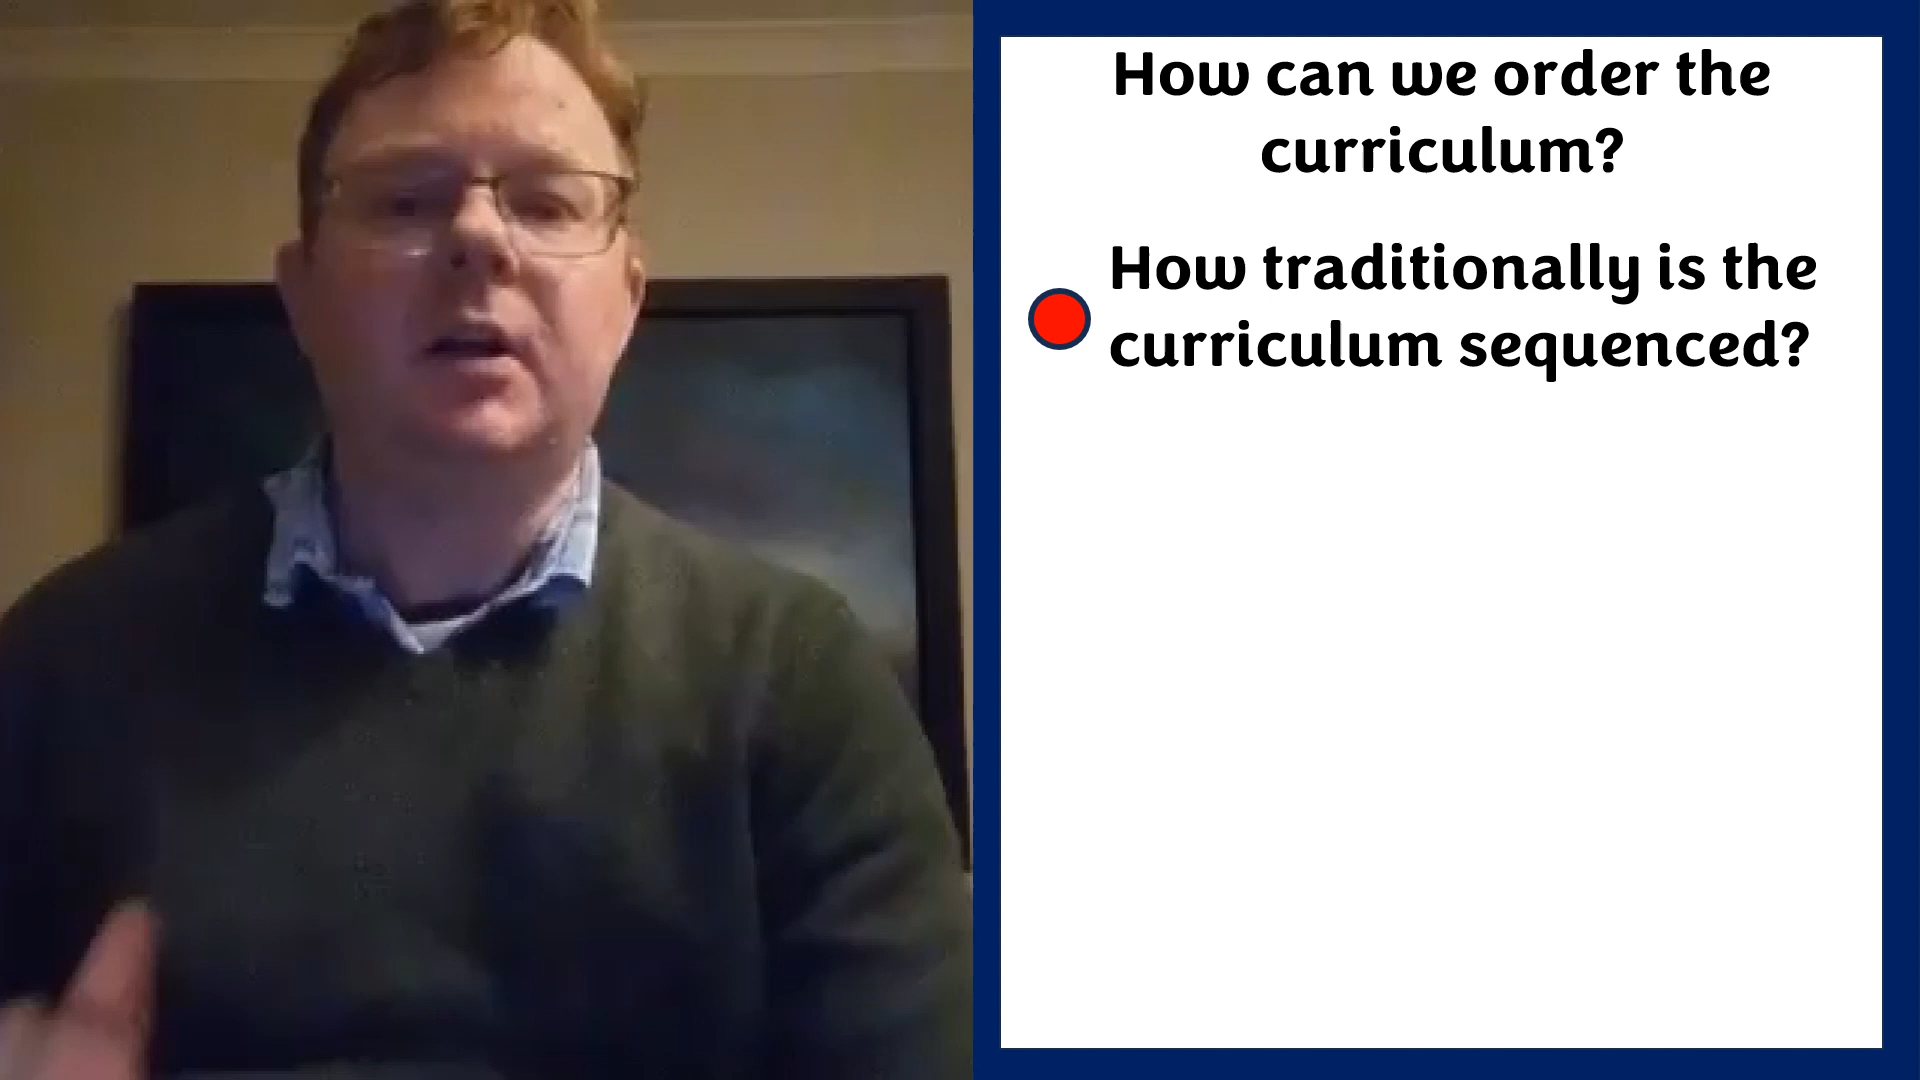 How can we order the
curriculum?
How traditionally is the
curriculum sequenced?